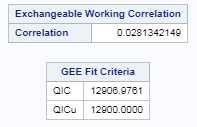 Exchangeable Working Correlation
Correlation 0.0281342149
GEE Fit Criteria
QIC 12906.9761
QICu 12900.0000